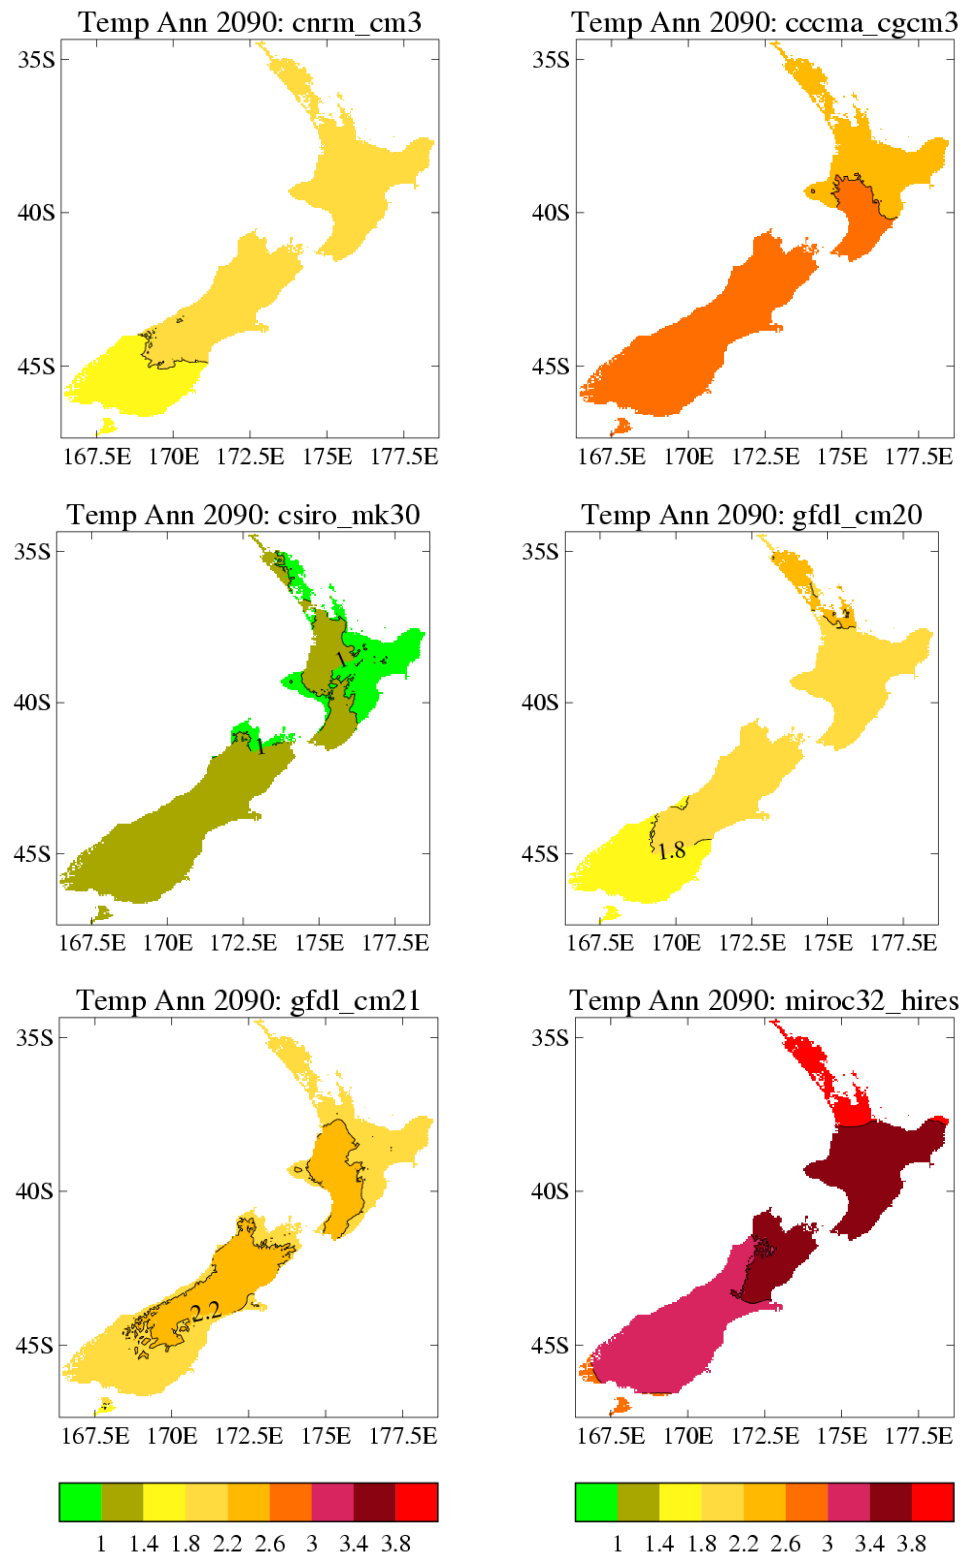 Temp Ann 2090: cnrm_cm3
35S
40S
45S
167.5E 170E 172.5E 175E 177.5E
Temp Ann 2090: cccma_cgcm3
35S
40S
45S
167.5E 170E 172.5E 175E 177.5E
Temp Ann 2090: csiro_mk30
35S
1
40S
1
45S
167.5E 170E 172.5E 175E 177.5E
Temp Ann 2090: gfdl_cm20
35S
40S
45S
1.8
167.5E 170E 172.5E 175E 177.5E
Temp Ann 2090: gfdl_cm21
35S
40S
2.2
45S
167.5E 170E 172.5E 175E 177.5E
Temp Ann 2090: miroc32_hires
35S
40S
45S
167.5E 170E 172.5E 175E 177.5E
1 1.4 1.8 2.2 2.6 3 3.4 3.8
1 1.4 1.8 2.2 2.6 3 3.4 3.8